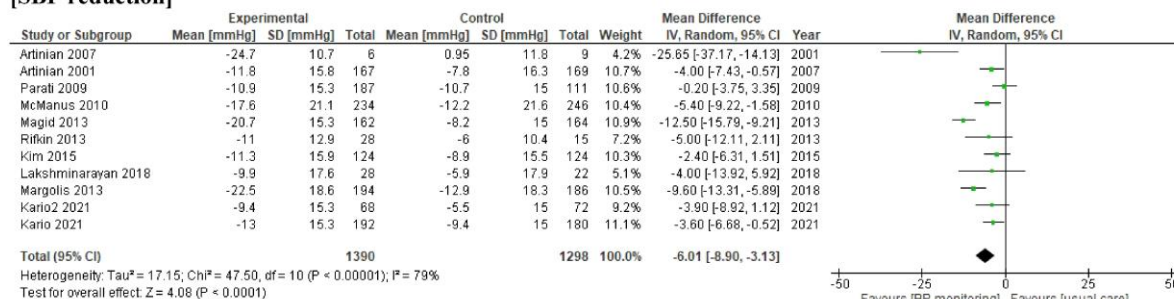 [SBP reduction]
Experimental Control Mean Difference Mean Difference
Study or Subgroup Mean [mmHg] SD [mmHg] Total Mean [mmHg] SD [mmHg] Total Weight IV, Random, 95% CI Year IV, Random, 95% CI
Artinian 2007 -24.7 10.7 6 0.95 11.8 9 4.2% -25.65 [-37.17, -14.13] 2001
Artinian 2001 -11.8 15.8 167 -7.8 16.3 169 10.7% -4.00 [-7.43, -0.57] 2007
Parati 2009 -10.9 15.3 187 -10.7 15 111 10.6% -0.20 [-3.75, 3.35] 2009
McManus 2010 -17.6 21.1 234 -12.2 21.6 246 10.4% -5.40 [-9.22, -1.58] 2010
Magid 2013 -20.7 15.3 162 -8.2 15 164 10.8% -12.50 [-15.79, -9.21] 2013
Rifkin 2013 -11 12.9 28 -6 10.4 15 7.2% -5.00 [-12.11, 2.11] 2013
Kim 2015 -11.3 15.9 124 -8.9 15.5 124 10.3% -2.40 [-6.31, 1.51] 2015
Lakshminarayan 2018 -9.9 17.6 28 -5.9 17.9 22 5.1% -4.00 [-13.92, 5.92] 2018
Margolis 2013 -22.5 18.6 194 -12.9 18.3 186 10.5% -9.60 [-13.31, -5.89] 2018
Kario2 2021 -9.4 15.3 68 -5.5 15 72 9.2% -3.90 [-8.92, 1.12] 2021
Kario 2021 -13 15.3 192 -9.4 15 180 11.1% -3.60 [-6.68, -0.52] 2021
Total (95% CI) 1390 1298 100.0% -6.01 [-8.90, -3.13]
Heterogeneity: Tau² = 17.15; Chi² = 47.50, df = 10 (P < 0.00001); I² = 79%
Test for overall effect: Z = 4.08 (P < 0.0001)
-50 -25 0 25 50
Favours [BP monitoring] Favours [usual care]